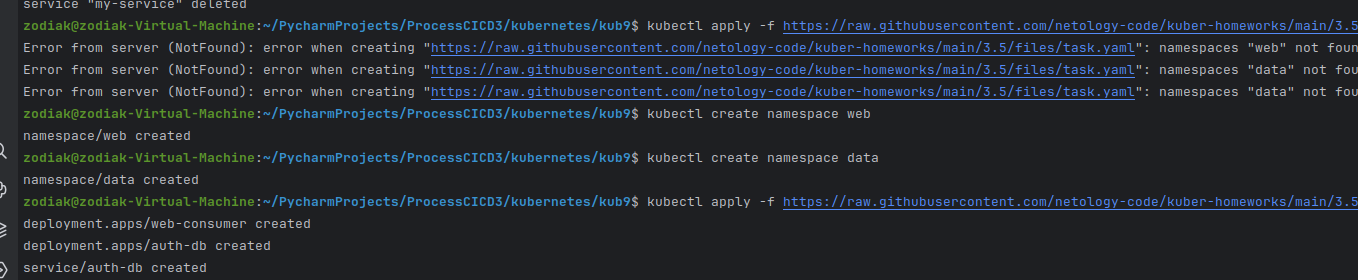 service "my-service" deleted
zodiak@zodiak-Virtual-Machine:~/PycharmProjects/ProcessCICD3/kubernetes/kub9$ kubectl apply -f https://raw.githubusercontent.com/netology-code/kuber-homeworks/main/3.5
Error from server (NotFound): error when creating "https://raw.githubusercontent.com/netology-code/kuber-homeworks/main/3.5/files/task.yaml": namespaces "web" not foun
Error from server (NotFound): error when creating "https://raw.githubusercontent.com/netology-code/kuber-homeworks/main/3.5/files/task.yaml": namespaces "data" not fou
Error from server (NotFound): error when creating "https://raw.githubusercontent.com/netology-code/kuber-homeworks/main/3.5/files/task.yaml": namespaces "data" not fou
zodiak@zodiak-Virtual-Machine:~/PycharmProjects/ProcessCICD3/kubernetes/kub9$ kubectl create namespace web
namespace/web created
zodiak@zodiak-Virtual-Machine:~/PycharmProjects/ProcessCICD3/kubernetes/kub9$ kubectl create namespace data
namespace/data created
zodiak@zodiak-Virtual-Machine:~/PycharmProjects/ProcessCICD3/kubernetes/kub9$ kubectl apply -f https://raw.githubusercontent.com/netology-code/kuber-homeworks/main/3.5
deployment.apps/web-consumer created
deployment.apps/auth-db created
service/auth-db created